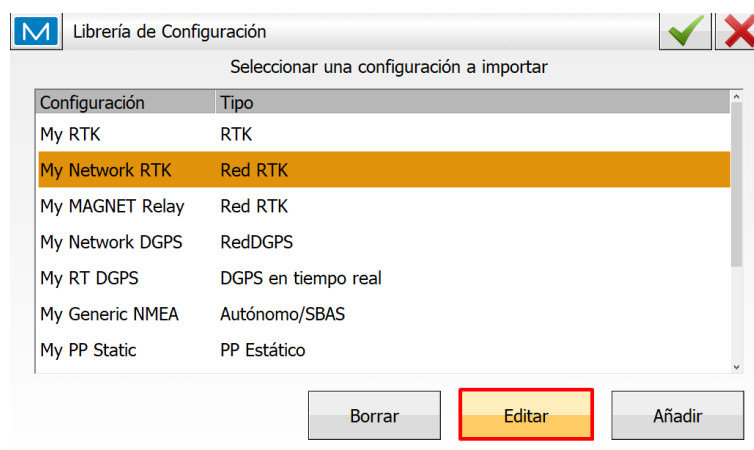 Librería de Configuración
Seleccionar una configuración a importar
Configuración Tipo
My RTK RTK
My Network RTK Red RTK
My MAGNET Relay Red RTK
My Network DGPS RedDGPS
My RT DGPS DGPS en tiempo real
My Generic NMEA Autónomo/SBAS
My PP Static PP Estático
Borrar Editar Añadir